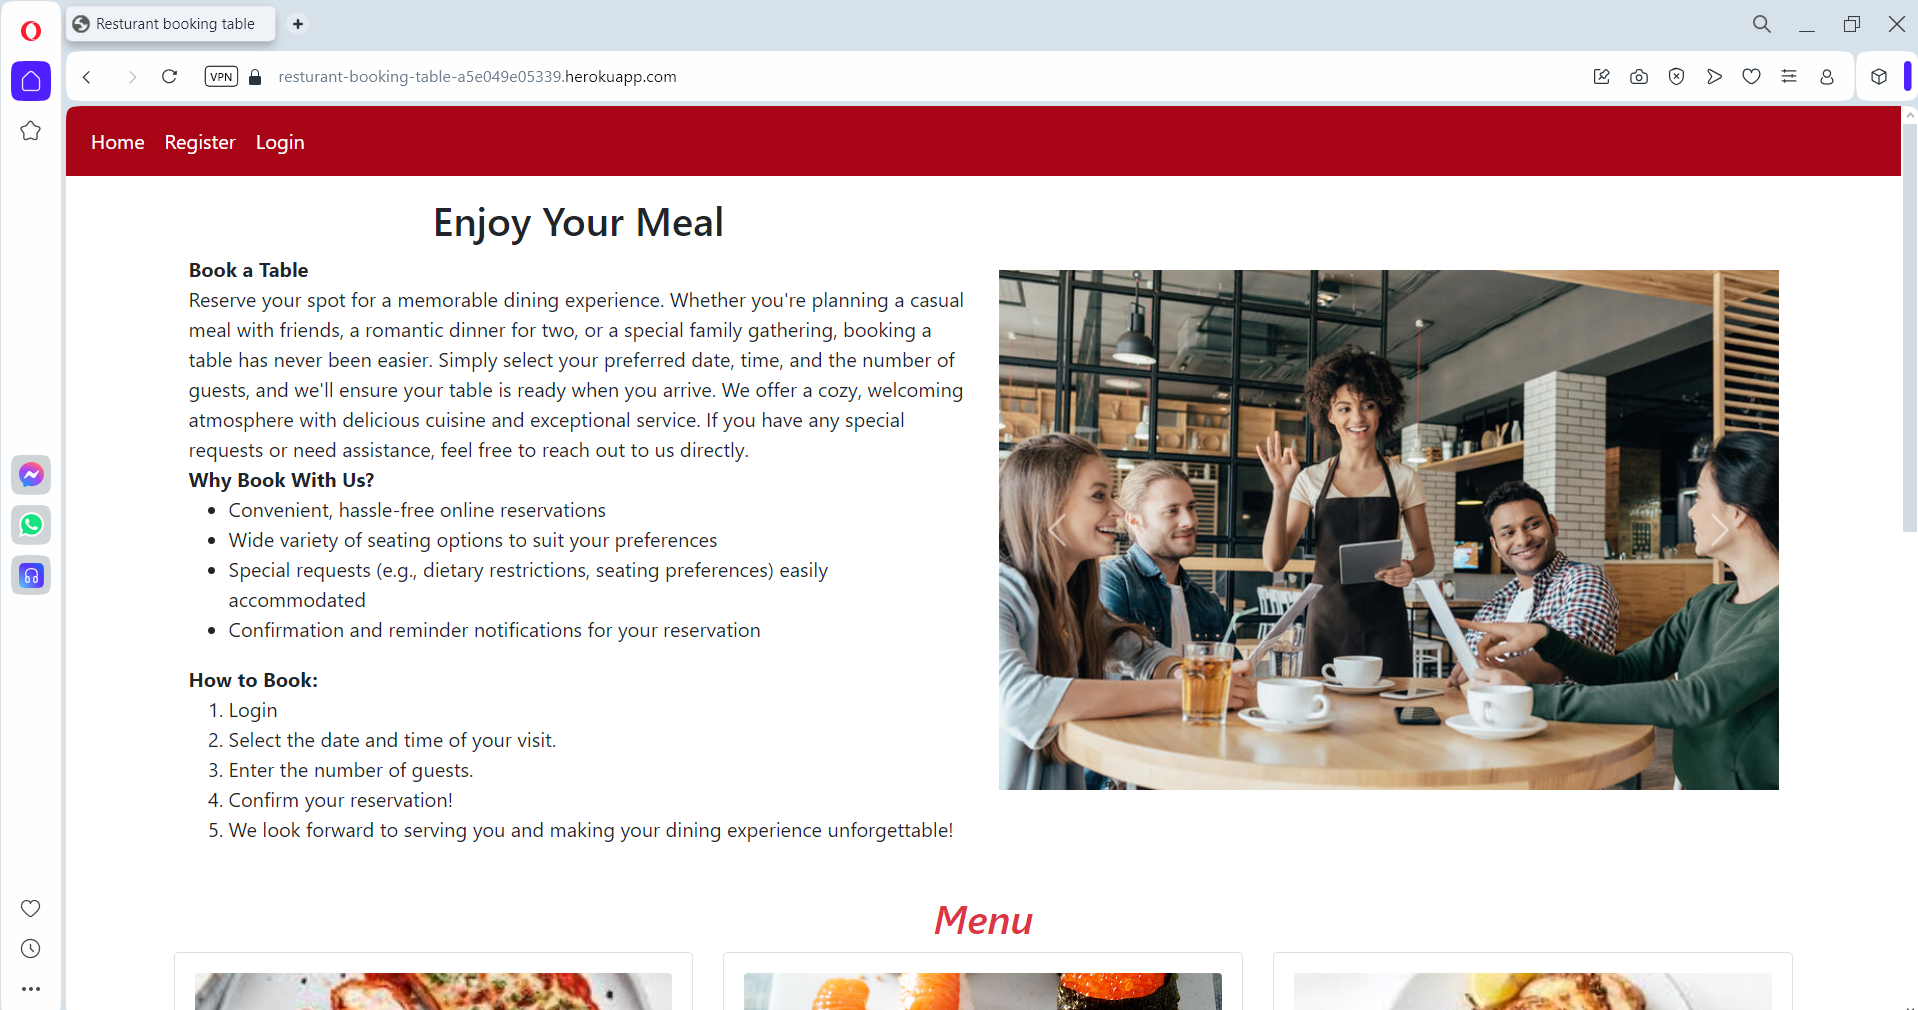 Resturant booking table
VPN
resturant-booking-table-a5e049e05339.herokuapp.com
Home Register Login
Enjoy Your Meal
Book a Table
Reserve your spot for a memorable dining experience. Whether you're planning a casual
meal with friends, a romantic dinner for two, or a special family gathering, booking a
table has never been easier. Simply select your preferred date, time, and the number of
guests, and we'll ensure your table is ready when you arrive. We offer a cozy, welcoming
atmosphere with delicious cuisine and exceptional service. If you have any special
requests or need assistance, feel free to reach out to us directly.
Why Book With Us?
Convenient, hassle-free online reservations
Wide variety of seating options to suit your preferences
Special requests (e.g., dietary restrictions, seating preferences) easily
accommodated
Confirmation and reminder notifications for your reservation
How to Book:
1. Login
2. Select the date and time of your visit.
3. Enter the number of guests.
4. Confirm your reservation!
5. We look forward to serving you and making your dining experience unforgettable!
Menu